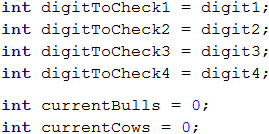 int digitToCheck1 = digit1;
int digitToCheck2 = digit2;
int digitToCheck3 = digit3;
int digitToCheck4 = digit4;
int currentBulls = 0;
int currentCows = 0;